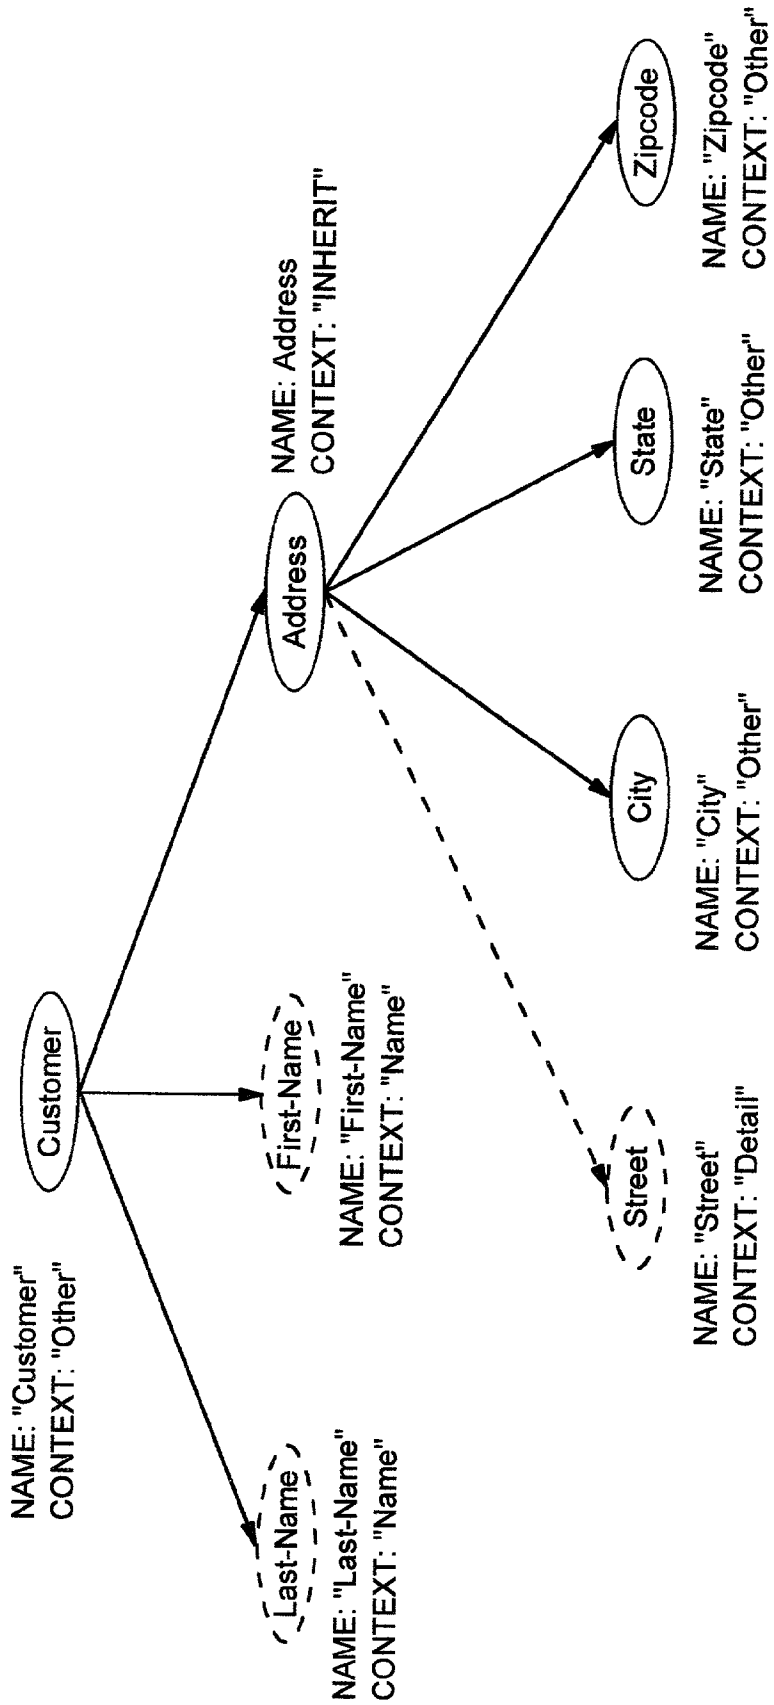 NAME: "Customer"
CONTEXT: "Other"
Customer
Last-Name
NAME: "Last-Name"
CONTEXT: "Name"
First-Name
NAME: "First-Name"
CONTEXT: "Name"
Address
NAME: Address
CONTEXT: "INHERIT"
Street
NAME: "Street"
CONTEXT: "Detail"
City
NAME: "City"
CONTEXT: "Other"
State
NAME: "State"
CONTEXT: "Other"
Zipcode
NAME: "Zipcode"
CONTEXT: "Other"